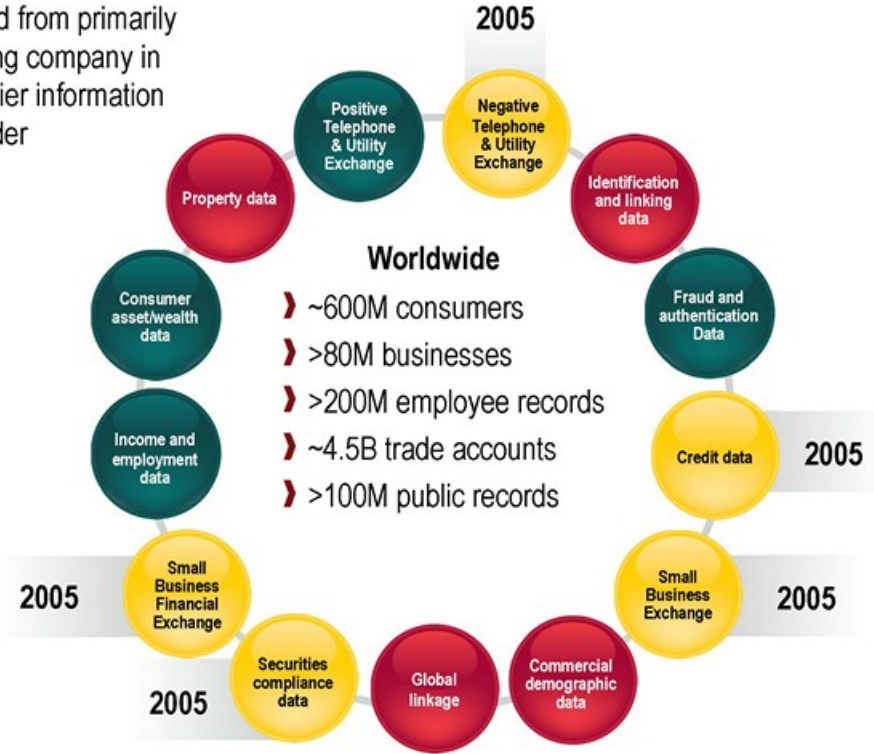 d from primarily
ng company in
ier information
der
2005
Positive
Telephone
& Utility
Exchange
Negative
Telephone
& Utility
Exchange
Property data
Identification
and linking
data
Consumer
asset/wealth
data
Fraud and
authentication
Data
Worldwide
~600M consumers
>80M businesses
>200M employee records
~4.5B trade accounts
>100M public records
Income and
employment
data
Credit data
2005
2005
Small
Business
Financial
Exchange
Small
Business
Exchange
2005
2005
Securities
compliance
data
Global
linkage
Commercial
demographic
data